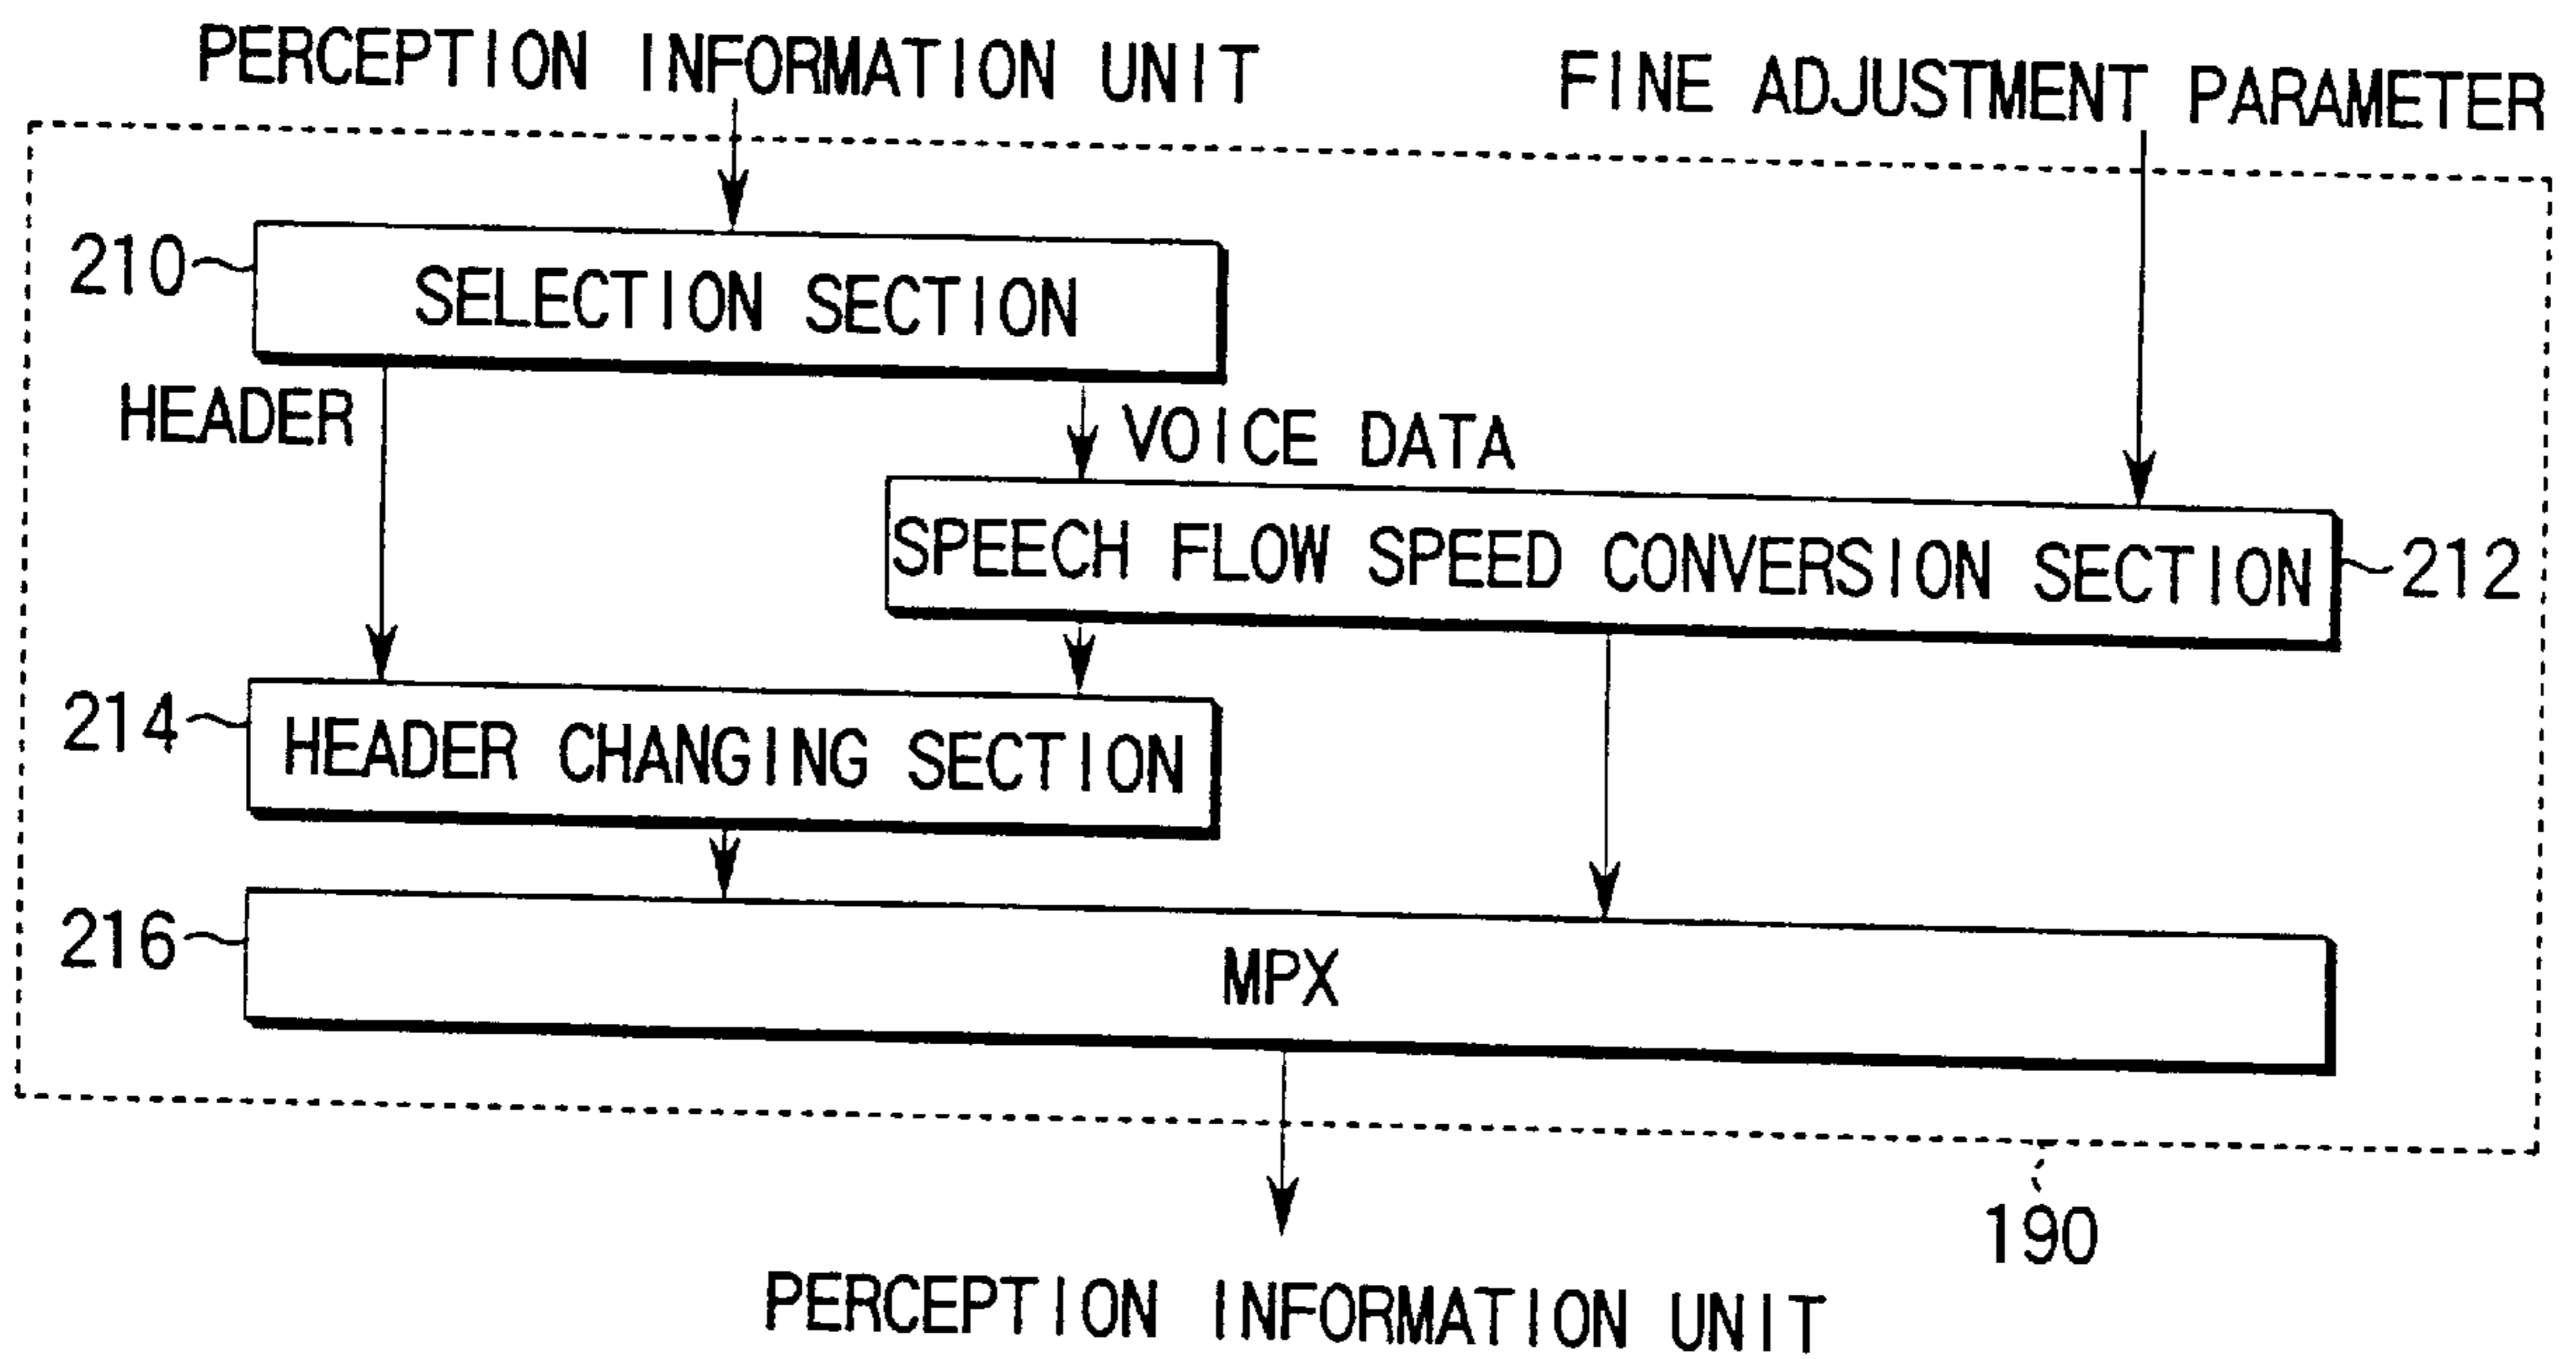 PERCEPTION INFORMATION UNIT
FINE ADJUSTMENT PARAMETER
210
SELECTION SECTION
HEADER
VOICE DATA
SPEECH FLOW SPEED CONVERSION SECTION
212
214
HEADER CHANGING SECTION
216
MPX
190
PERCEPTION INFORMATION UNIT